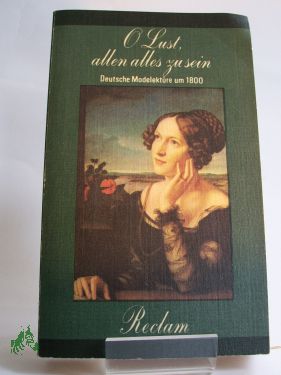 O Lust,
allen alles zu sein
Deutsche Modelektüre um 1800
Reclam